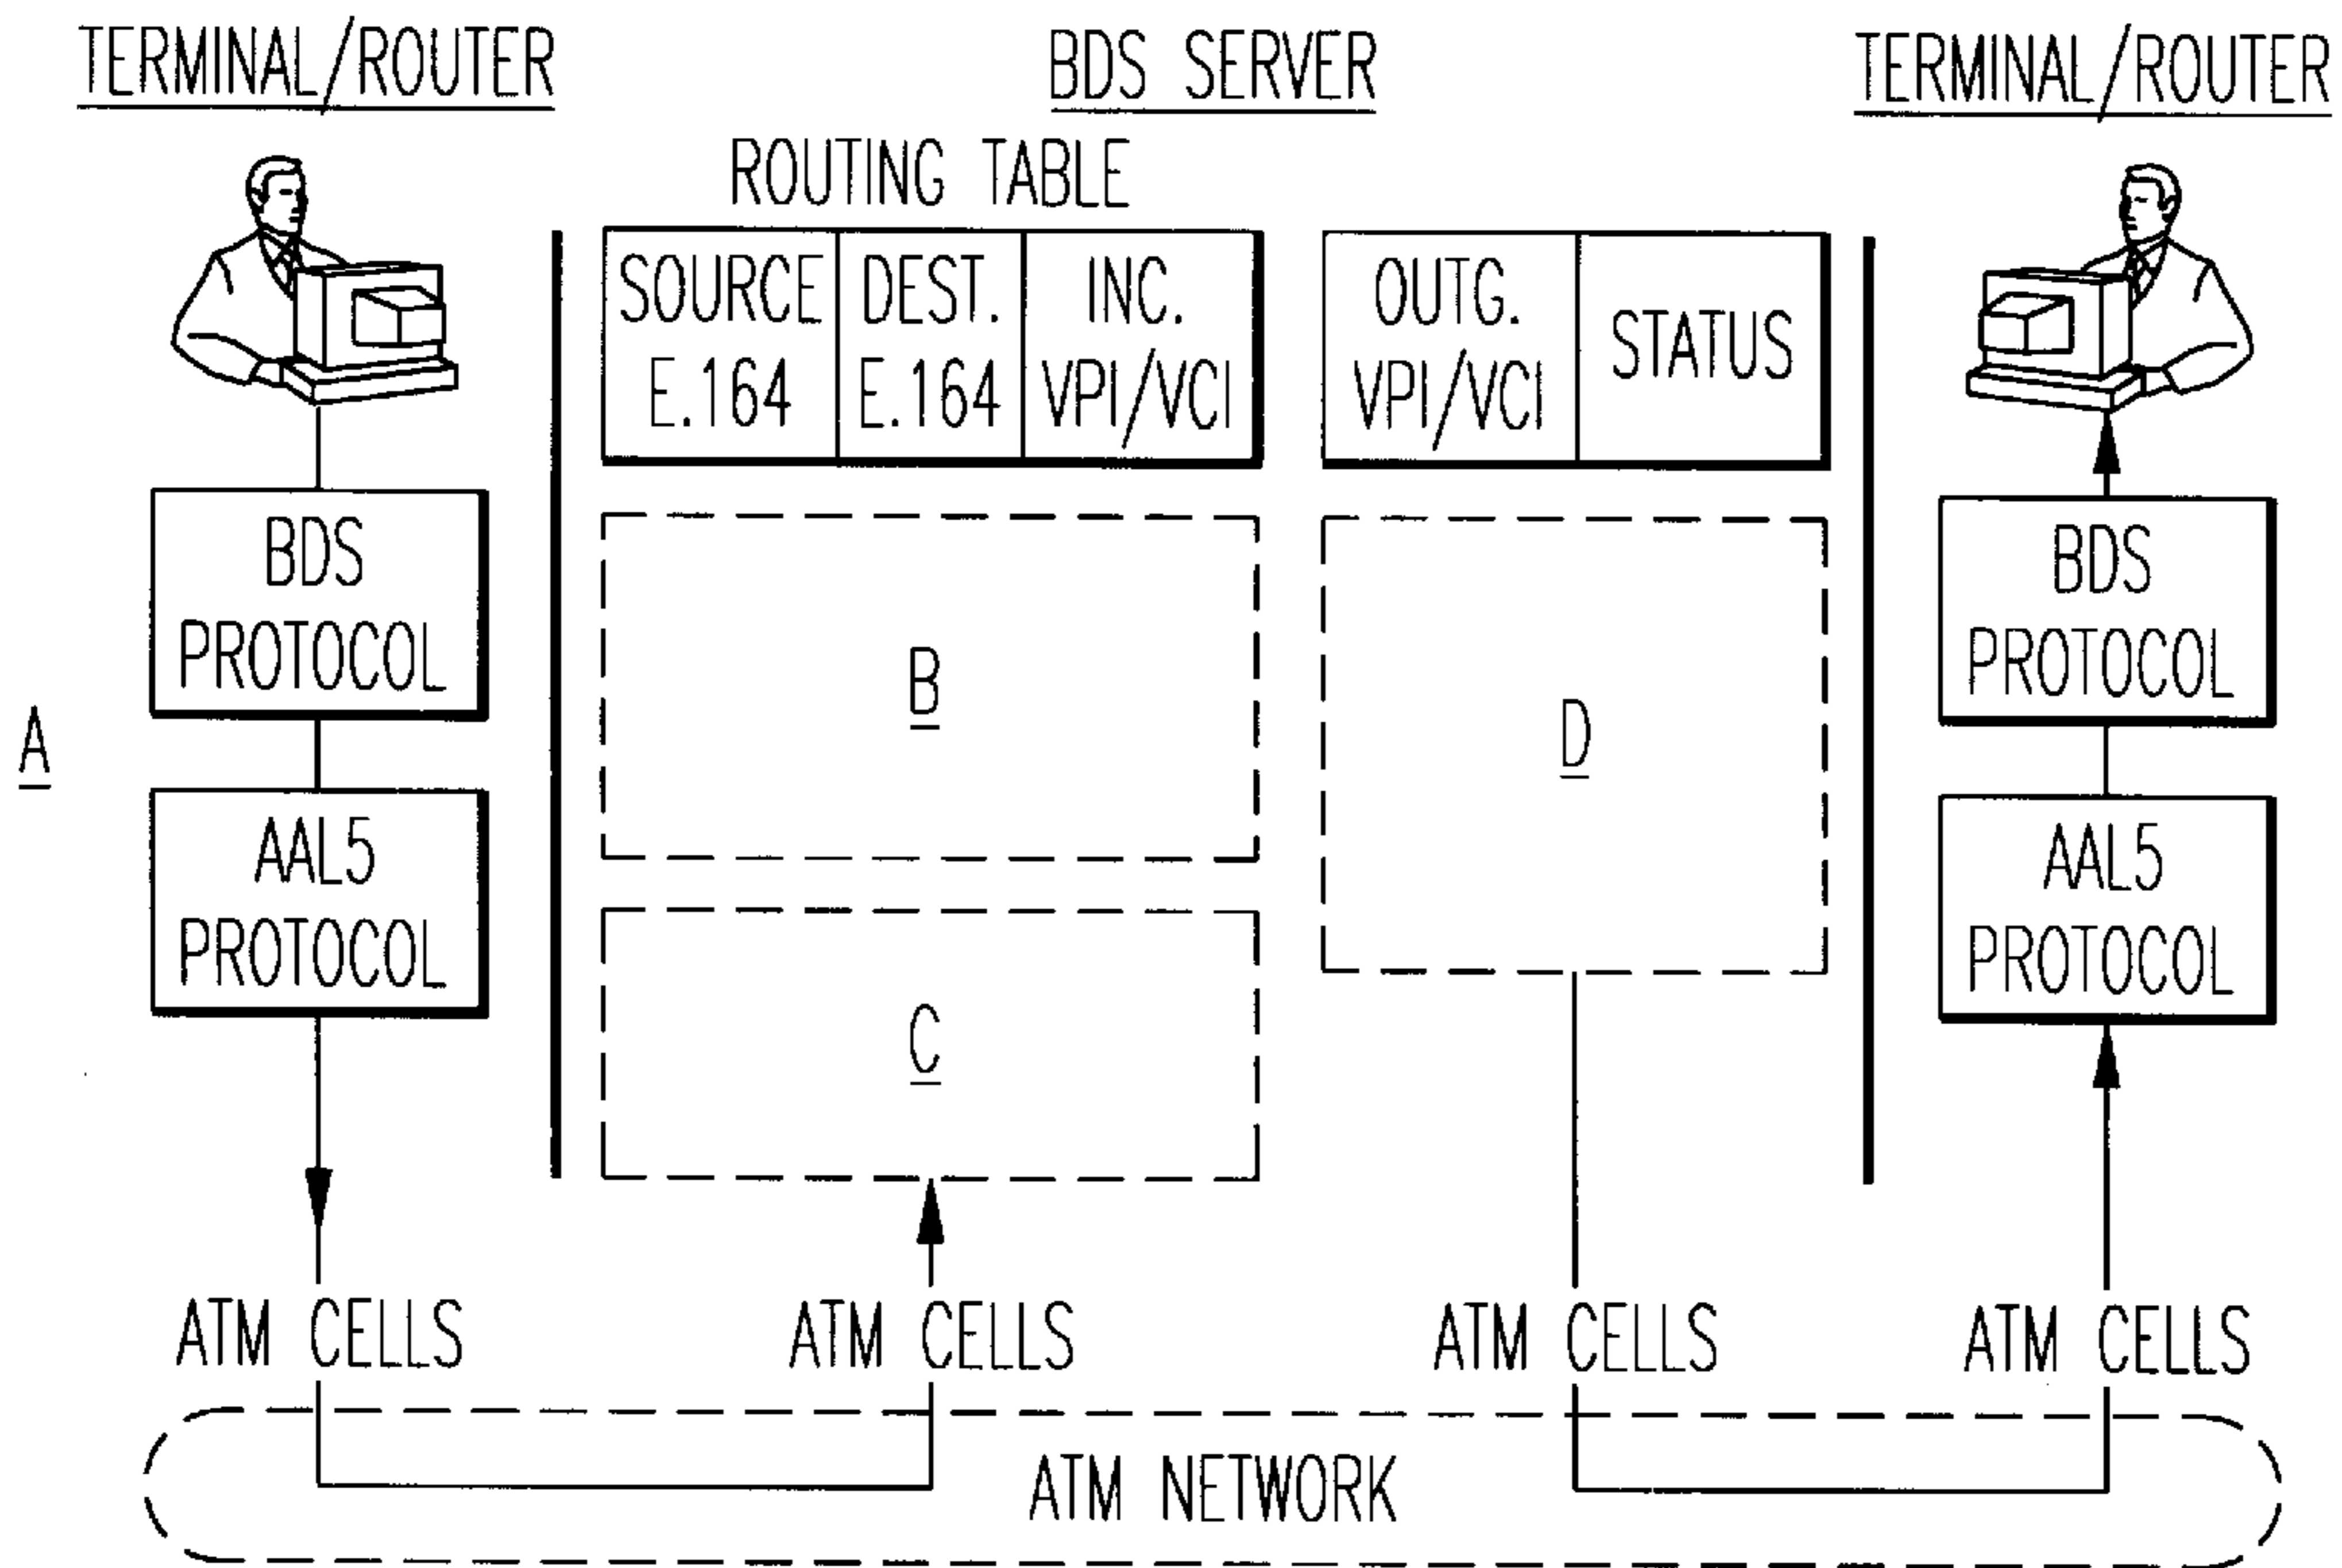 TERMINAL/ROUTER
BDS SERVER
TERMINAL/ROUTER
ROUTING TABLE
SOURCE
E.164
DEST.
E.164
INC.
VPI/VCI
OUTG.
VPI/VCI
STATUS
BDS
PROTOCOL
AAL5
PROTOCOL
A
B
C
D
BDS
PROTOCOL
AAL5
PROTOCOL
ATM CELLS
ATM CELLS
ATM CELLS
ATM CELLS
ATM NETWORK